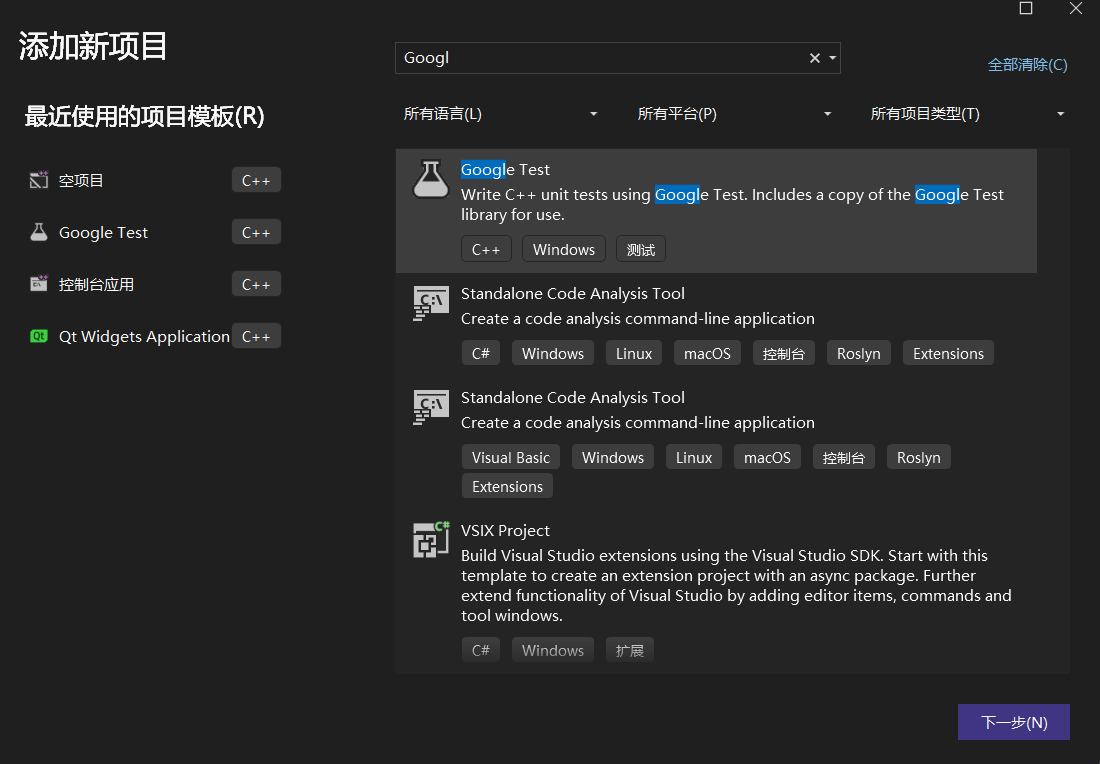 添加新项目
最近使用的项目模板(R)
空项目 C++
Google Test C++
控制台应用 C++
Qt Widgets Application C++
Googl
全部清除(C)
所有语言(L) 所有平台(P) 所有项目类型(T)
Google Test
Write C++ unit tests using Google Test. Includes a copy of the Google Test
library for use.
C++ Windows 测试
C:\
Standalone Code Analysis Tool
Create a code analysis command-line application
C# Windows Linux macOS 控制台 Roslyn Extensions
C:\
Standalone Code Analysis Tool
Create a code analysis command-line application
Visual Basic Windows Linux macOS 控制台 Roslyn
Extensions
C#
VSIX Project
Build Visual Studio extensions using the Visual Studio SDK. Start with this
template to create an extension project with an async package. Further
extend functionality of Visual Studio by adding editor items, commands and
tool windows.
C# Windows 扩展
下一步(N)